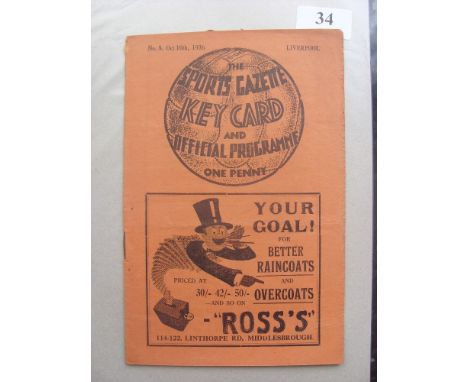 34
No. 8. Oct 10th, 1936
LIVERPOOL
THE
SPORTS GAZETTE
KEY CARD
AND
OFFICIAL PROGRAMME
ONE PENNY
YOUR
GOAL!
FOR
BETTER
RAINCOATS
AND
OVERCOATS
PRICED AT
30/- 42/- 50/-
—AND SO ON
- "ROSS'S"
114-122, LINTHORPE RD, MIDDLESBROUGH.